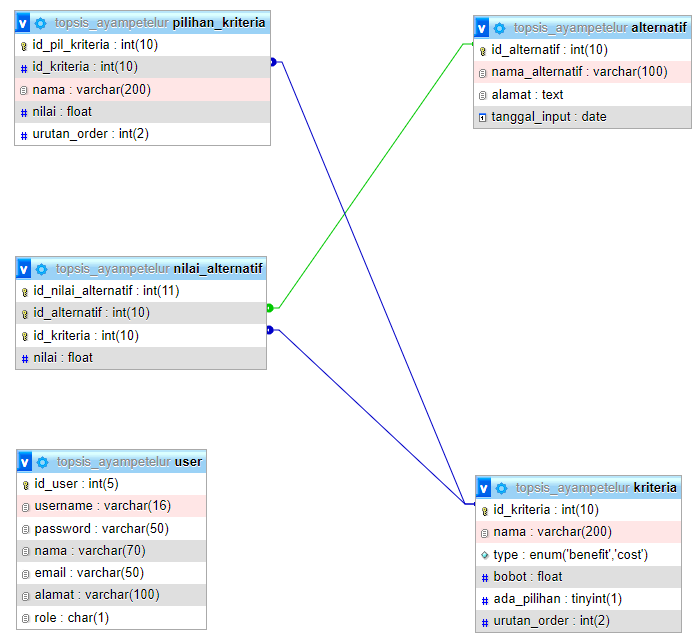 v topsis_ayampetelur pilihan_kriteria
id_pil_kriteria : int(10)
# id_kriteria : int(10)
nama : varchar(200)
# nilai : float
# urutan_order : int(2)
v topsis_ayampetelur alternatif
id_alternatif : int(10)
nama_alternatif : varchar(100)
alamat : text
tanggal_input : date
v topsis_ayampetelur nilai_alternatif
id_nilai_alternatif : int(11)
id_alternatif : int(10)
id_kriteria : int(10)
# nilai : float
v topsis_ayampetelur user
id_user : int(5)
username : varchar(16)
password : varchar(50)
nama : varchar(70)
email : varchar(50)
alamat : varchar(100)
role : char(1)
v topsis_ayampetelur kriteria
id_kriteria : int(10)
nama : varchar(200)
type : enum('benefit','cost')
# bobot : float
# ada_pilihan : tinyint(1)
# urutan_order : int(2)